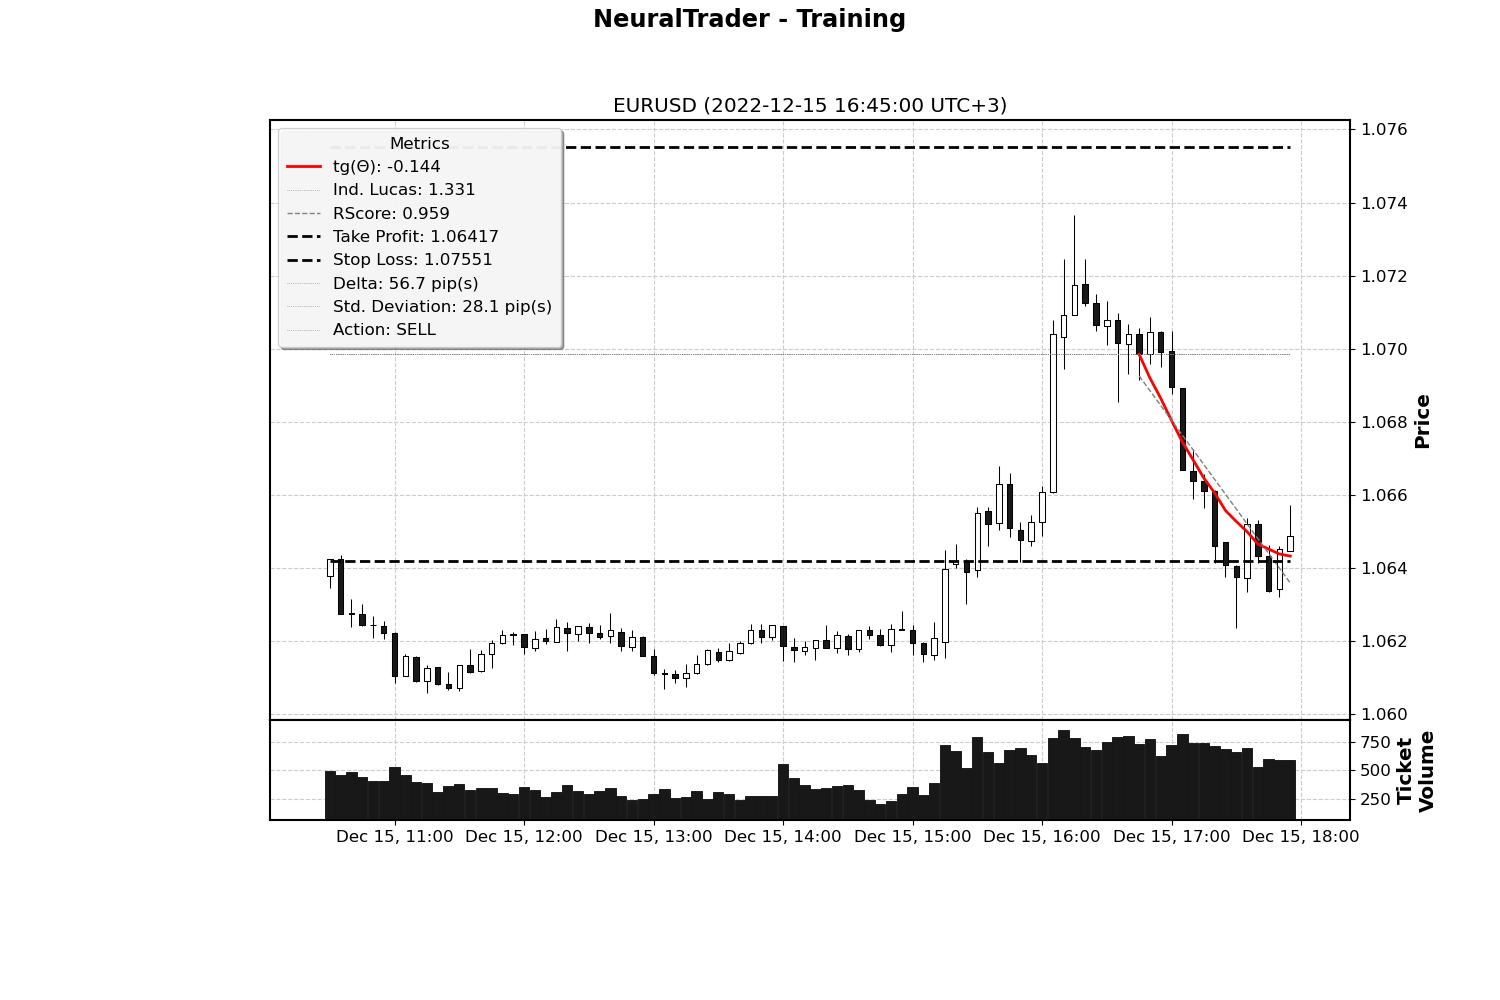 NeuralTrader - Training
EURUSD (2022-12-15 16:45:00 UTC+3)
Metrics
tg(Θ): -0.144
Ind. Lucas: 1.331
RScore: 0.959
Take Profit: 1.06417
Stop Loss: 1.07551
Delta: 56.7 pip(s)
Std. Deviation: 28.1 pip(s)
Action: SELL
1.076
1.074
1.072
1.070
1.068
1.066
1.064
1.062
1.060
Price
750
500
250
Ticket
Volume
Dec 15, 11:00 Dec 15, 12:00 Dec 15, 13:00 Dec 15, 14:00 Dec 15, 15:00 Dec 15, 16:00 Dec 15, 17:00 Dec 15, 18:00